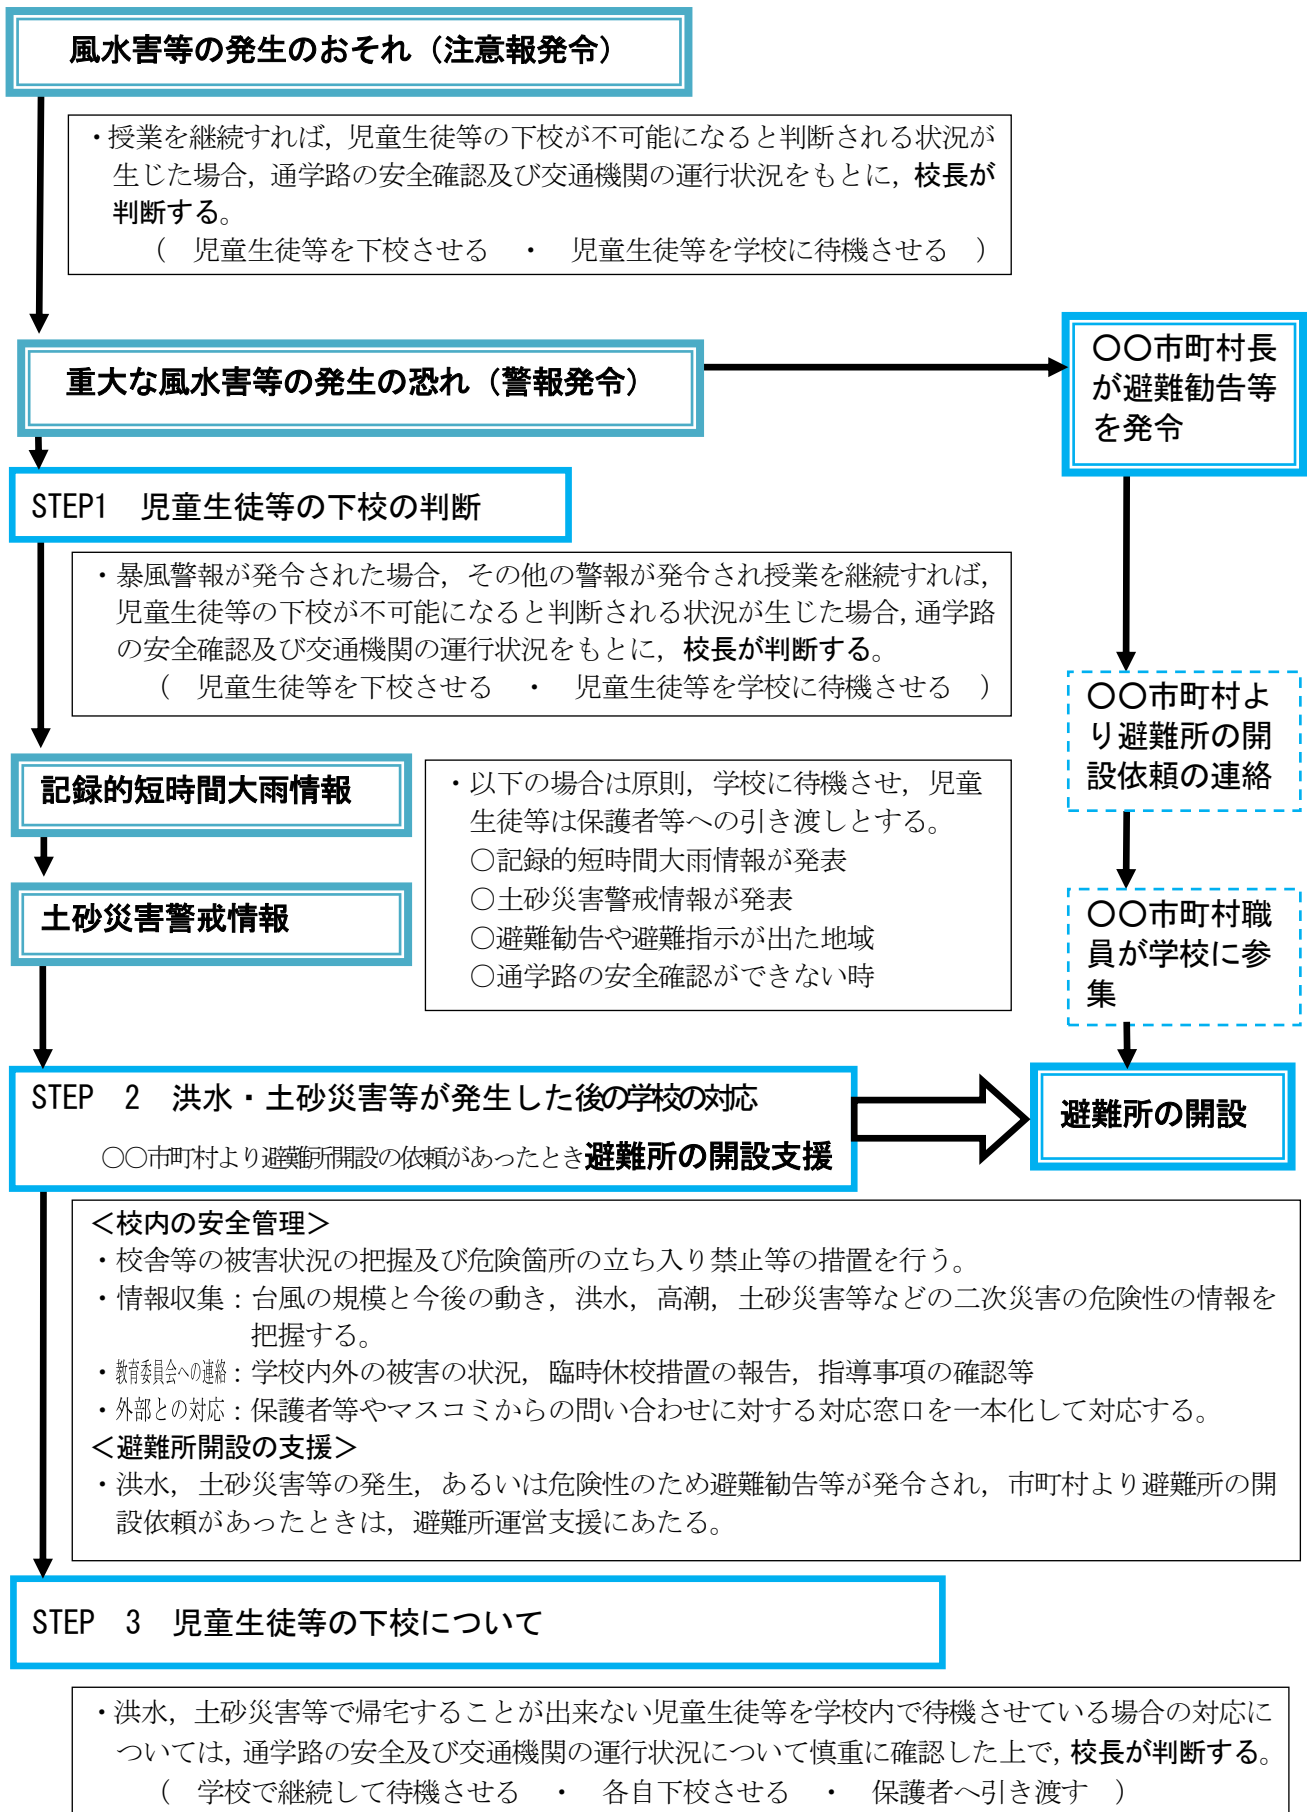 風水害等の発生のおそれ（注意報発令）
・授業を継続すれば，児童生徒等の下校が不可能になると判断される状況が
生じた場合，通学路の安全確認及び交通機関の運行状況をもとに，校長が
判断する。
（　児童生徒等を下校させる　・　児童生徒等を学校に待機させる　）
重大な風水害等の発生の恐れ（警報発令）
〇〇市町村長
が避難勧告等
を発令
STEP1　児童生徒等の下校の判断
・暴風警報が発令された場合，その他の警報が発令され授業を継続すれば，
児童生徒等の下校が不可能になると判断される状況が生じた場合，通学路
の安全確認及び交通機関の運行状況をもとに，校長が判断する。
（　児童生徒等を下校させる　・　児童生徒等を学校に待機させる　）
〇〇市町村よ
り避難所の開
設依頼の連絡
記録的短時間大雨情報
・以下の場合は原則，学校に待機させ，児童
生徒等は保護者等への引き渡しとする。
〇記録的短時間大雨情報が発表
〇土砂災害警戒情報が発表
〇避難勧告や避難指示が出た地域
〇通学路の安全確認ができない時
土砂災害警戒情報
〇〇市町村職
員が学校に参
集
STEP　2　洪水・土砂災害等が発生した後の学校の対応
〇〇市町村より避難所開設の依頼があったとき避難所の開設支援
避難所の開設
＜校内の安全管理＞
・校舎等の被害状況の把握及び危険箇所の立ち入り禁止等の措置を行う。
・情報収集：台風の規模と今後の動き，洪水，高潮，土砂災害等などの二次災害の危険性の情報を
把握する。
・教育委員会への連絡：学校内外の被害の状況，臨時休校措置の報告，指導事項の確認等
・外部との対応：保護者等やマスコミからの問い合わせに対する対応窓口を一本化して対応する。
＜避難所開設の支援＞
・洪水，土砂災害等の発生，あるいは危険性のため避難勧告等が発令され，市町村より避難所の開
設依頼があったときは，避難所運営支援にあたる。
STEP　3　児童生徒等の下校について
・洪水，土砂災害等で帰宅することが出来ない児童生徒等を学校内で待機させている場合の対応に
ついては，通学路の安全及び交通機関の運行状況について慎重に確認した上で，校長が判断する。
（　学校で継続して待機させる　・　各自下校させる　・　保護者へ引き渡す　）